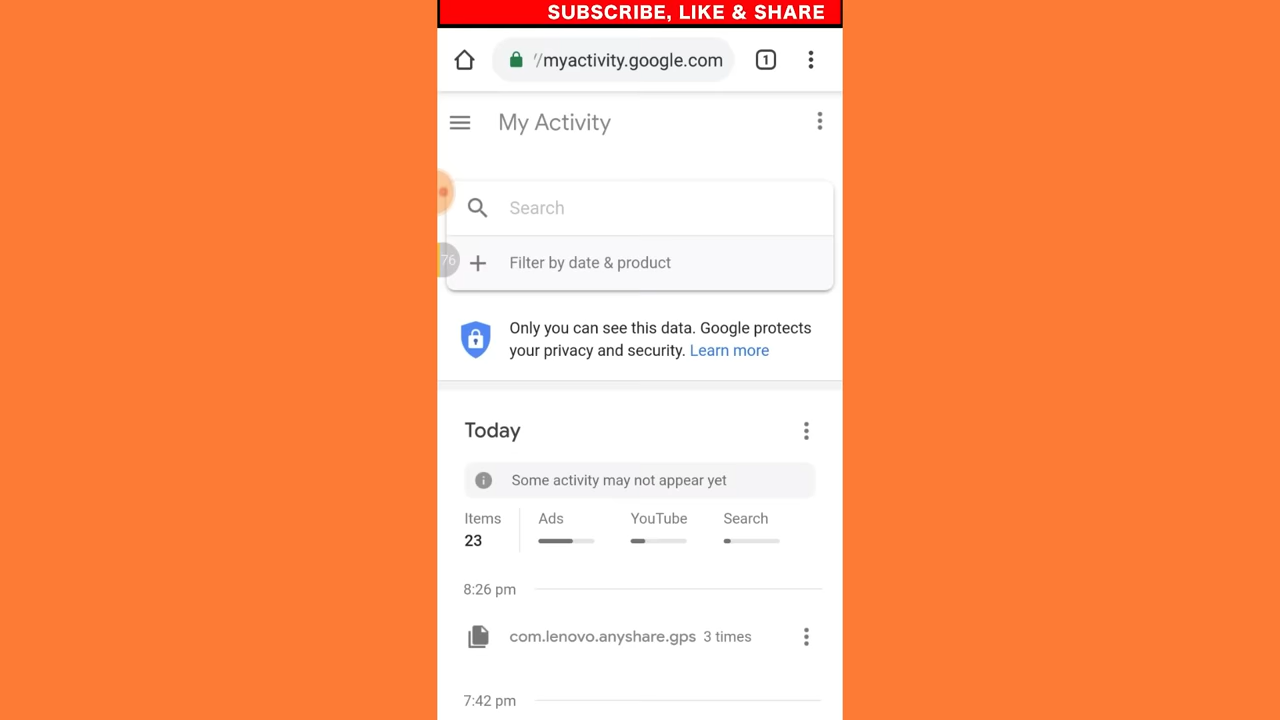 SUBSCRIBE, LIKE & SHARE
//myactivity.google.com
1
My Activity
Search
76
Filter by date & product
Only you can see this data. Google protects
your privacy and security. Learn more
Today
Some activity may not appear yet
Items Ads YouTube Search
23
8:26 pm
com.lenovo.anyshare.gps 3 times
7:42 pm